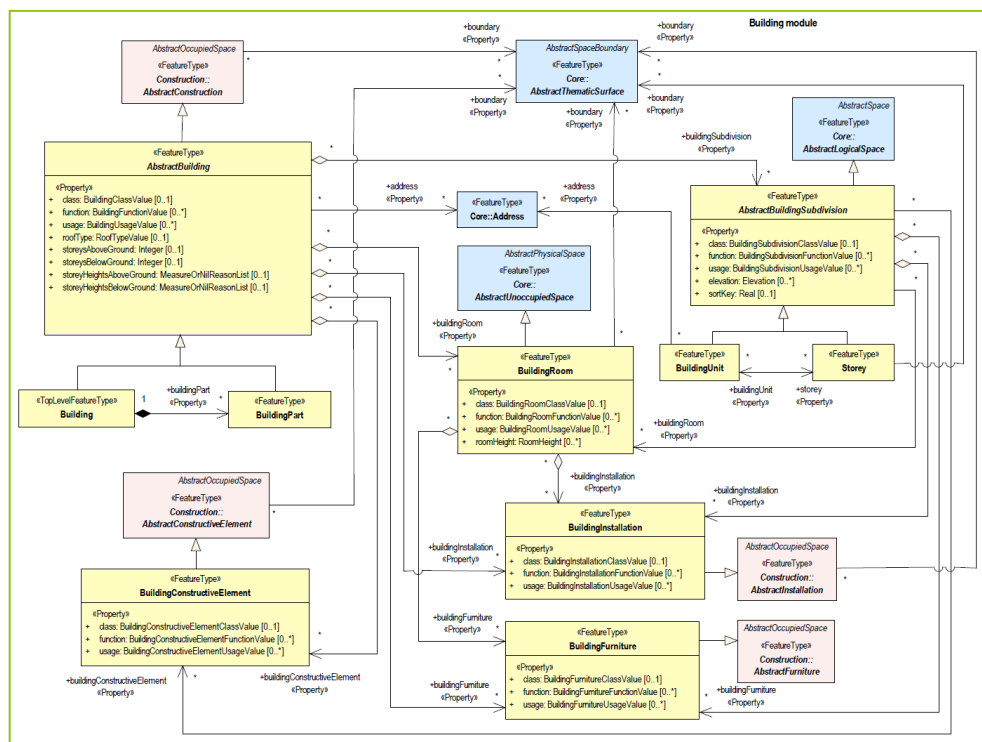 Building module
AbstractOccupiedSpace
«FeatureType»
Construction::
AbstractConstruction
+boundary
«Property»
*
*
AbstractSpaceBoundary
«FeatureType»
Core::
AbstractThematicSurface
+boundary
«Property»
*
*
+boundary
«Property»
*
+boundary
«Property»
*
+boundary
«Property»
*
AbstractSpace
«FeatureType»
Core::
AbstractLogicalSpace
«FeatureType»
AbstractBuilding
«Property»
+ class: BuildingClassValue [0..1]
+ function: BuildingFunctionValue [0..*]
+ usage: BuildingUsageValue [0..*]
+ roofType: RoofTypeValue [0..1]
+ storeysAboveGround: Integer [0..1]
+ storeysBelowGround: Integer [0..1]
+ storeyHeightsAboveGround: MeasureOrNilReasonList [0..1]
+ storeyHeightsBelowGround: MeasureOrNilReasonList [0..1]
*
*
*
*
*
*
+buildingSubdivision
«Property»
*
+address
«Property»
*
«FeatureType»
Core::Address
+address
«Property»
*
«FeatureType»
AbstractBuildingSubdivision
«Property»
+ class: BuildingSubdivisionClassValue [0..1]
+ function: BuildingSubdivisionFunctionValue [0..*]
+ usage: BuildingSubdivisionUsageValue [0..*]
+ elevation: Elevation [0..*]
+ sortKey: Real [0..1]
*
*
*
*
AbstractPhysicalSpace
«FeatureType»
Core::
AbstractUnoccupiedSpace
+buildingRoom
«Property»
*
*
*
*
«FeatureType»
BuildingUnit
*
*
«FeatureType»
Storey
+buildingUnit
«Property»
+storey
«Property»
«TopLevelFeatureType»
Building
1
+buildingPart
«Property»
*
«FeatureType»
BuildingPart
«FeatureType»
BuildingRoom
«Property»
+ class: BuildingRoomClassValue [0..1]
+ function: BuildingRoomFunctionValue [0..*]
+ usage: BuildingRoomUsageValue [0..*]
+ roomHeight: RoomHeight [0..*]
*
*
+buildingRoom
«Property»
*
+buildingInstallation
«Property»
*
+buildingInstallation
«Property»
*
AbstractOccupiedSpace
«FeatureType»
Construction::
AbstractConstructiveElement
*
«FeatureType»
BuildingInstallation
«Property»
+ class: BuildingInstallationClassValue [0..1]
+ function: BuildingInstallationFunctionValue [0..*]
+ usage: BuildingInstallationUsageValue [0..*]
+buildingInstallation
«Property»
*
AbstractOccupiedSpace
«FeatureType»
Construction::
AbstractInstallation
*
«FeatureType»
BuildingConstructiveElement
«Property»
+ class: BuildingConstructiveElementClassValue [0..1]
+ function: BuildingConstructiveElementFunctionValue [0..*]
+ usage: BuildingConstructiveElementUsageValue [0..*]
*
+buildingConstructiveElement
«Property»
*
+buildingConstructiveElement
«Property»
+buildingFurniture
«Property»
*
+buildingFurniture
«Property»
*
«FeatureType»
BuildingFurniture
«Property»
+ class: BuildingFurnitureClassValue [0..1]
+ function: BuildingFurnitureFunctionValue [0..*]
+ usage: BuildingFurnitureUsageValue [0..*]
AbstractOccupiedSpace
«FeatureType»
Construction::
AbstractFurniture
+buildingFurniture
«Property»
*